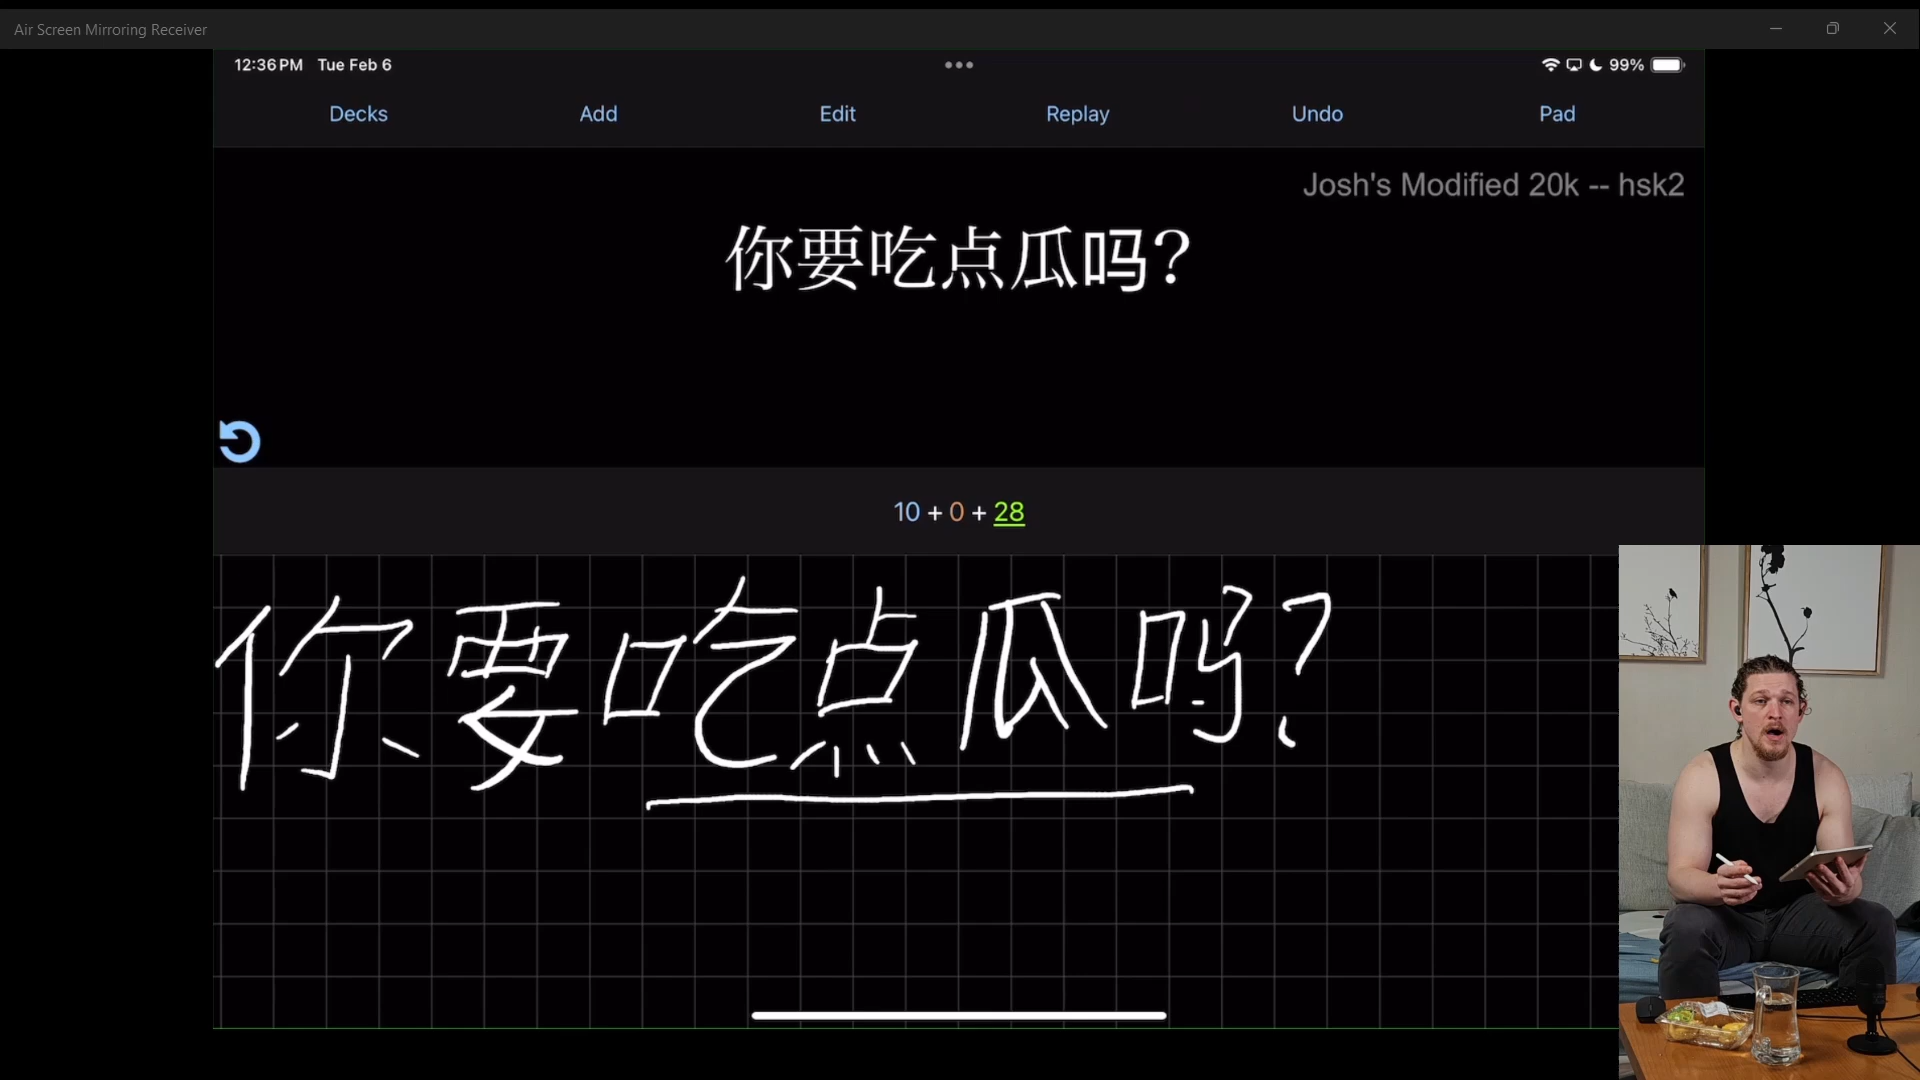 Air Screen Mirroring Receiver
12:36 PM Tue Feb 6 99%
Decks Add Edit Replay Undo Pad
Josh's Modified 20k -- hsk2
你要吃点瓜吗?
10 + 0 + 28
你要吃点瓜吗?